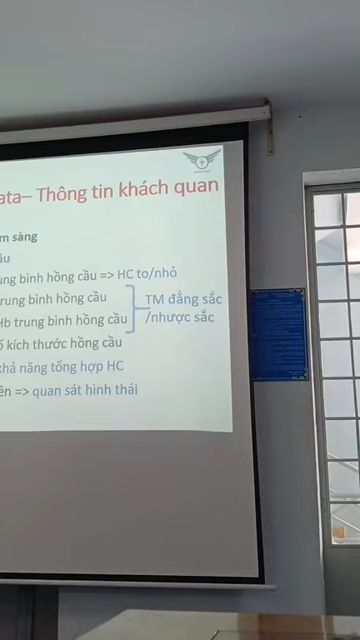 ata– Thông tin khách quan
m sàng
ầu
ung bình hồng cầu => HC to/nhỏ
rung bình hồng cầu
Hb trung bình hồng cầu
TM đẳng sắc
/nhược sắc
ố kích thước hồng cầu
khả năng tổng hợp HC
ên => quan sát hình thái